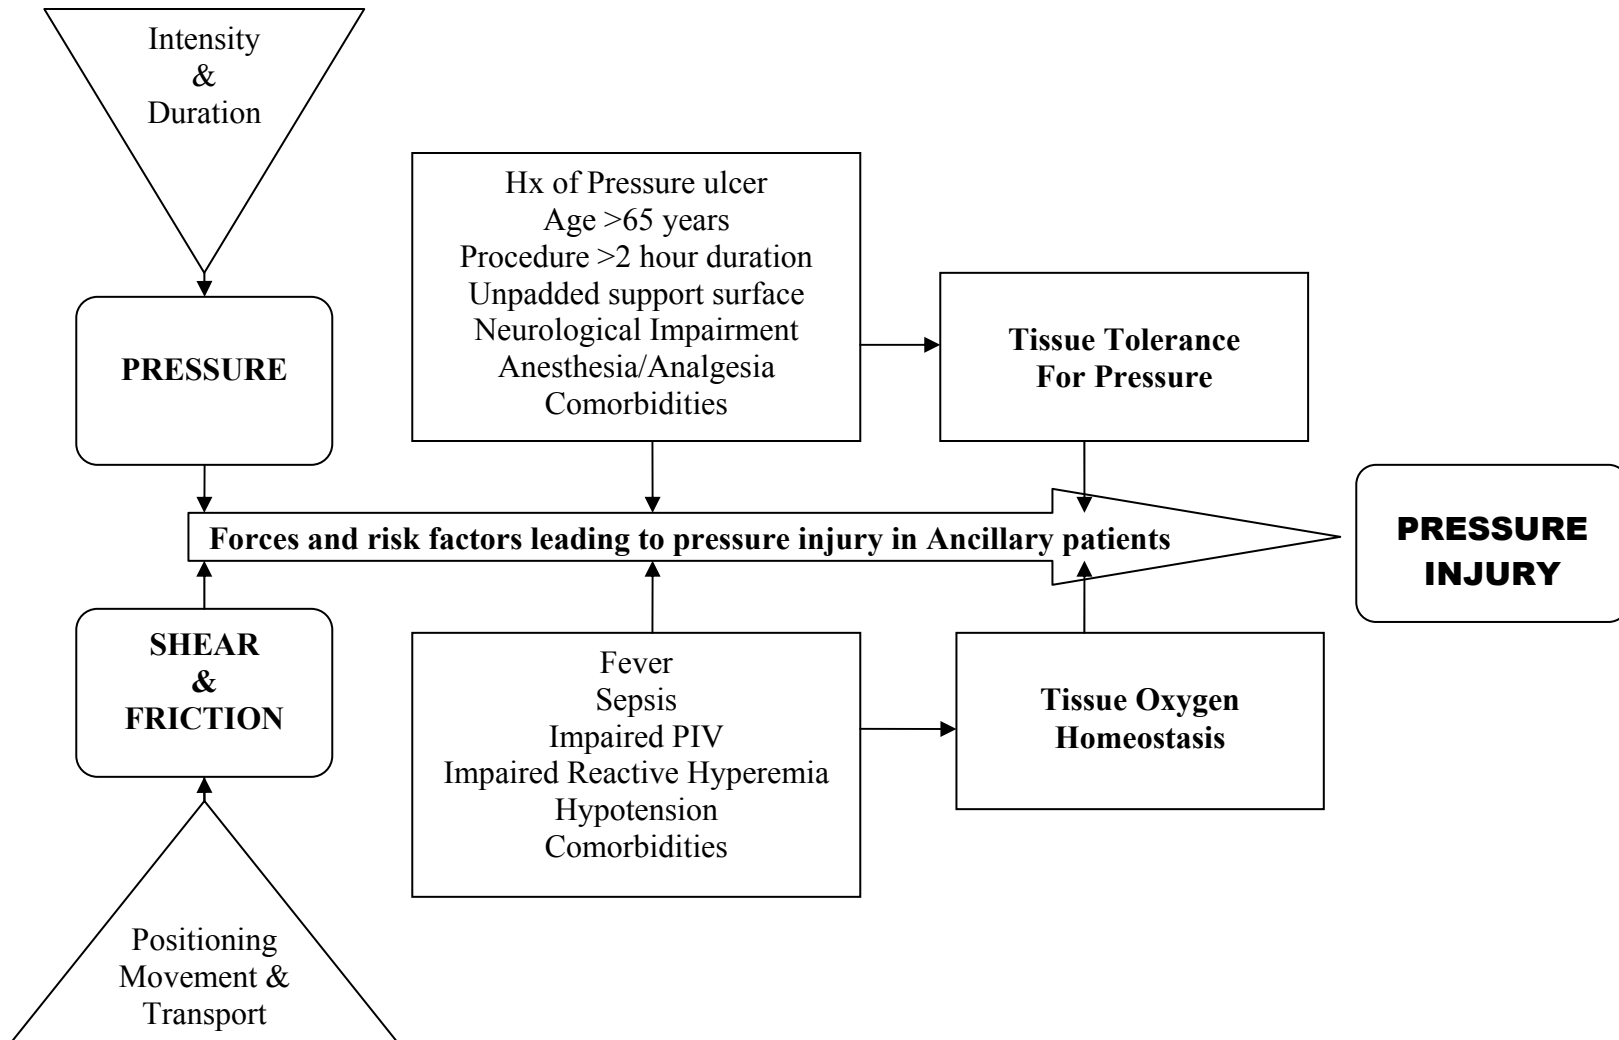 Intensity
&
Duration
PRESSURE
Hx of Pressure ulcer
Age >65 years
Procedure >2 hour duration
Unpadded support surface
Neurological Impairment
Anesthesia/Analgesia
Comorbidities
Tissue Tolerance
For Pressure
Forces and risk factors leading to pressure injury in Ancillary patients
PRESSURE
INJURY
SHEAR
&
FRICTION
Fever
Sepsis
Impaired PIV
Impaired Reactive Hyperemia
Hypotension
Comorbidities
Tissue Oxygen
Homeostasis
Positioning
Movement &
Transport